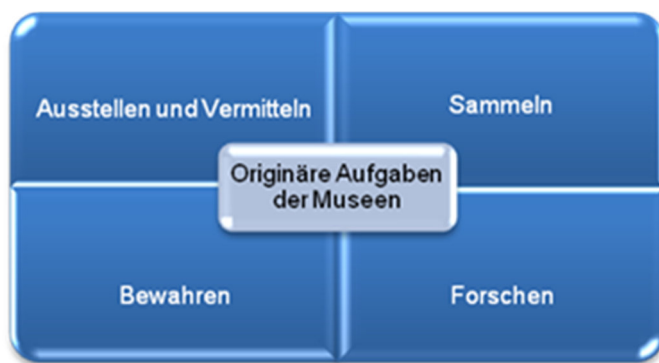 Ausstellen und Vermitteln
Sammeln
Originäre Aufgaben
der Museen
Bewahren
Forschen